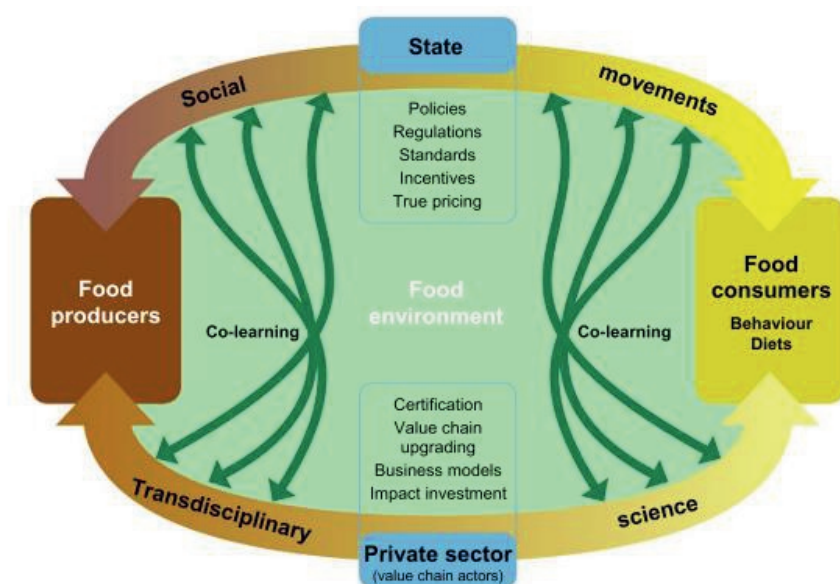 State
Social
movements
Policies
Regulations
Standards
Incentives
True pricing
Food
producers
Co-learning
Food
environment
Co-learning
Food
consumers
Behaviour
Diets
Certification
Value chain
upgrading
Business models
Impact investment
Transdisciplinary
science
Private sector
(value chain actors)